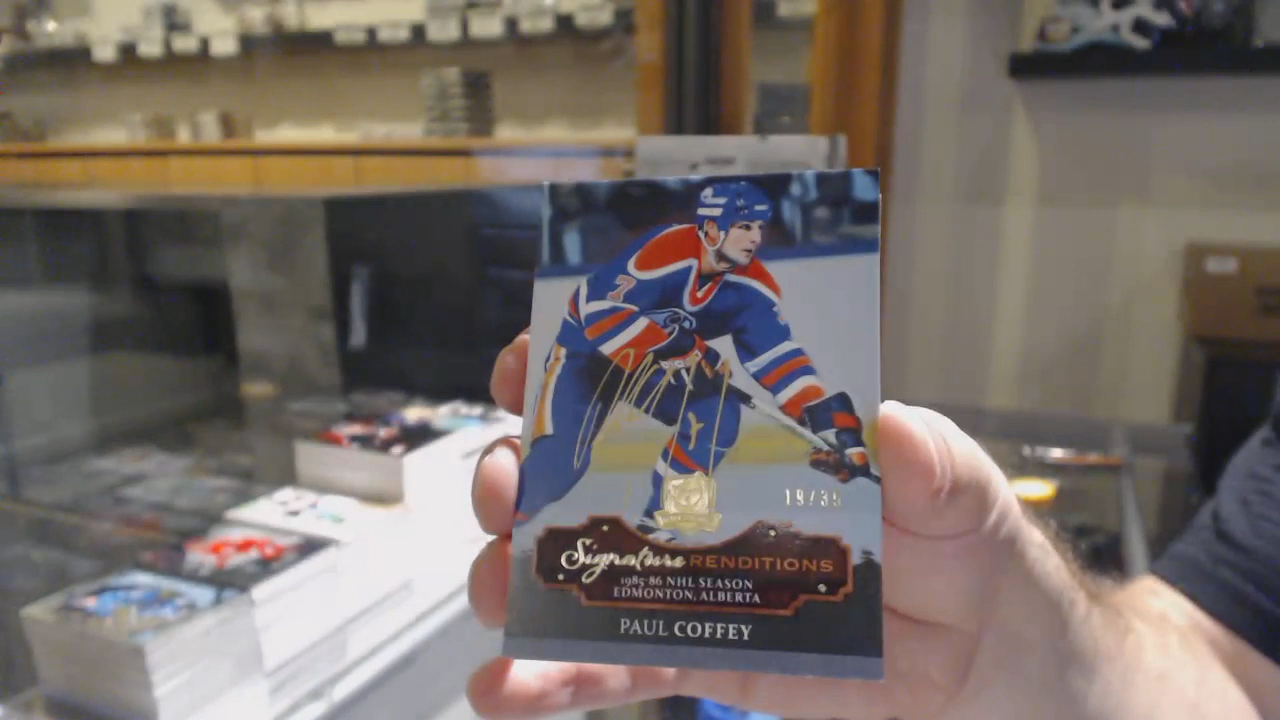 7
19/35
Signature RENDITIONS
1985-86 NHL SEASON
EDMONTON, ALBERTA
PAUL COFFEY